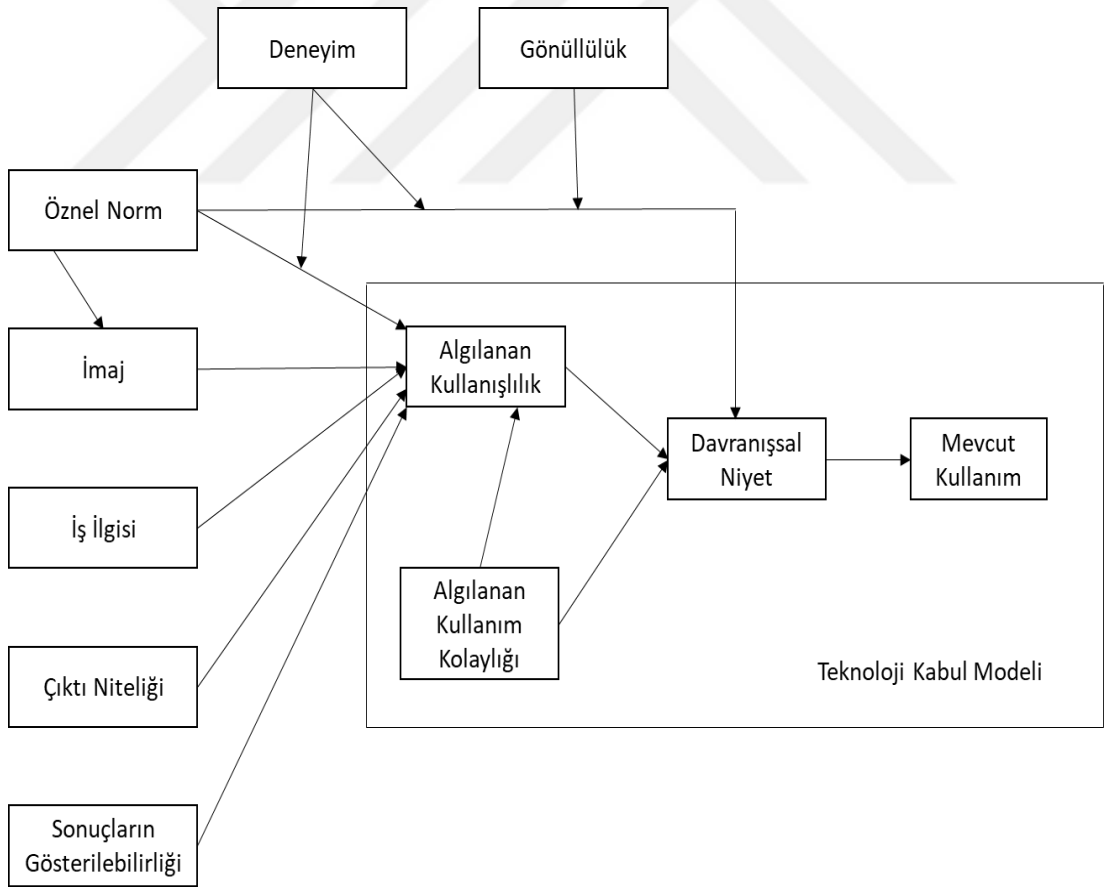 Deneyim
Gönüllülük
Öznel Norm
İmaj
Algılanan
Kullanışlılık
Davranışsal
Niyet
Mevcut
Kullanım
İş İlgisi
Algılanan
Kullanım
Kolaylığı
Çıktı Niteliği
Teknoloji Kabul Modeli
Sonuçların
Gösterilebilirliği